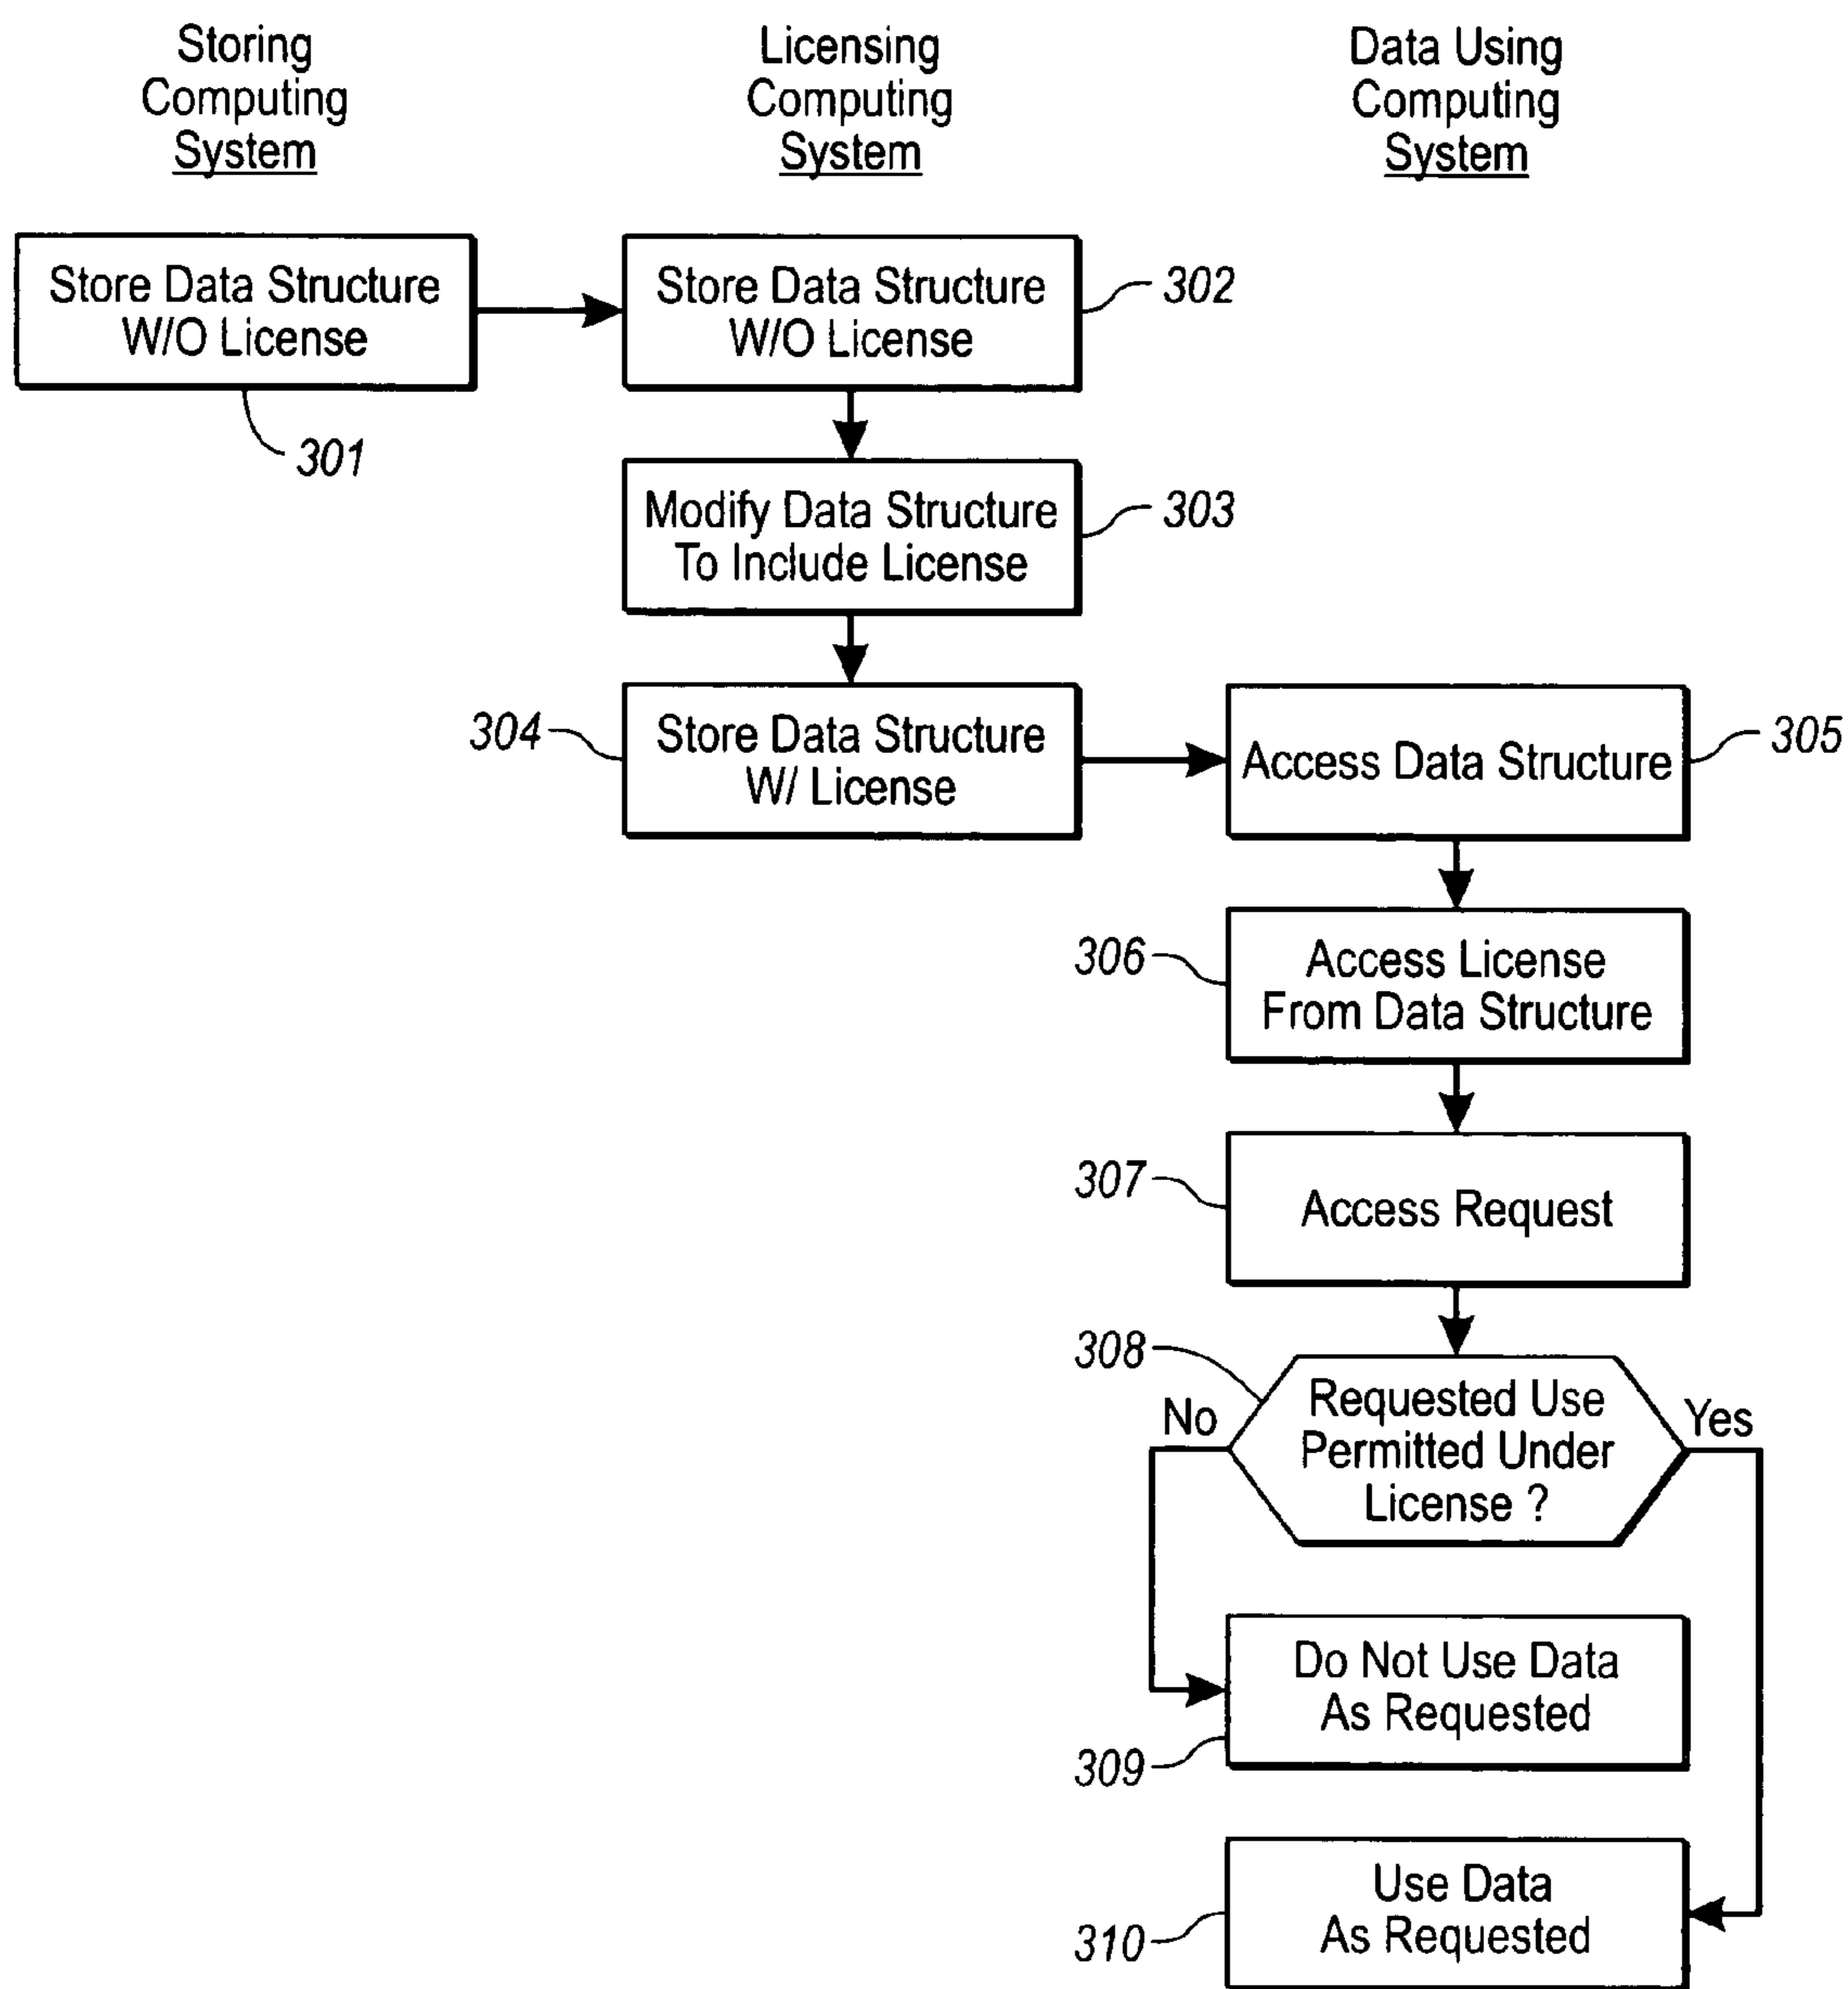 Storing
Computing
System
Licensing
Computing
System
Data Using
Computing
System
Store Data Structure
W/O License
301
Store Data Structure
W/O License
302
Modify Data Structure
To Include License
303
304
Store Data Structure
W/ License
Access Data Structure
305
306
Access License
From Data Structure
307
Access Request
308
No
Requested Use
Permitted Under
License ?
Yes
Do Not Use Data
As Requested
309
Use Data
As Requested
310